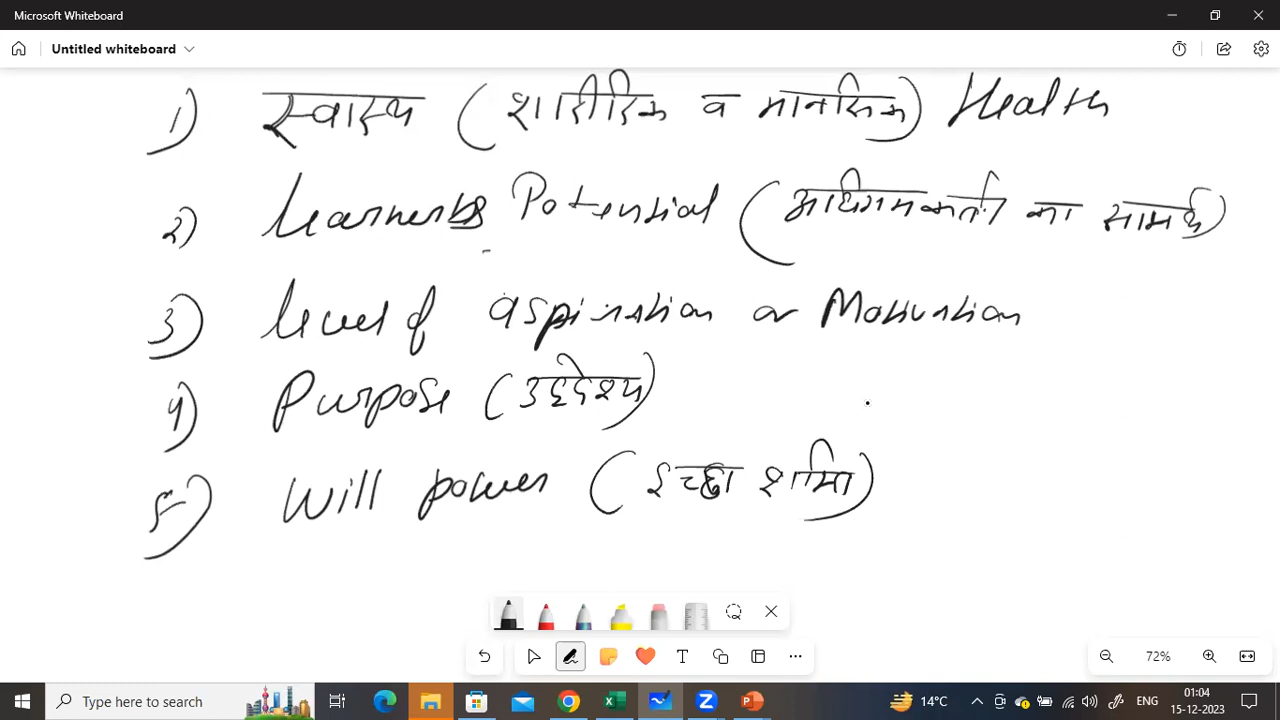 Microsoft Whiteboard
Untitled whiteboard
1) स्वास्थ (शारीरिक व मानसिक) Health
2) Learners Potential (अधिगमकर्ता का सामर्थ)
3) Level of aspiration or Motivation
4) Purpose (उद्देश्य)
5) Will power (इच्छा शक्ति)
72%
Type here to search
14°C
ENG
01:04
15-12-2023